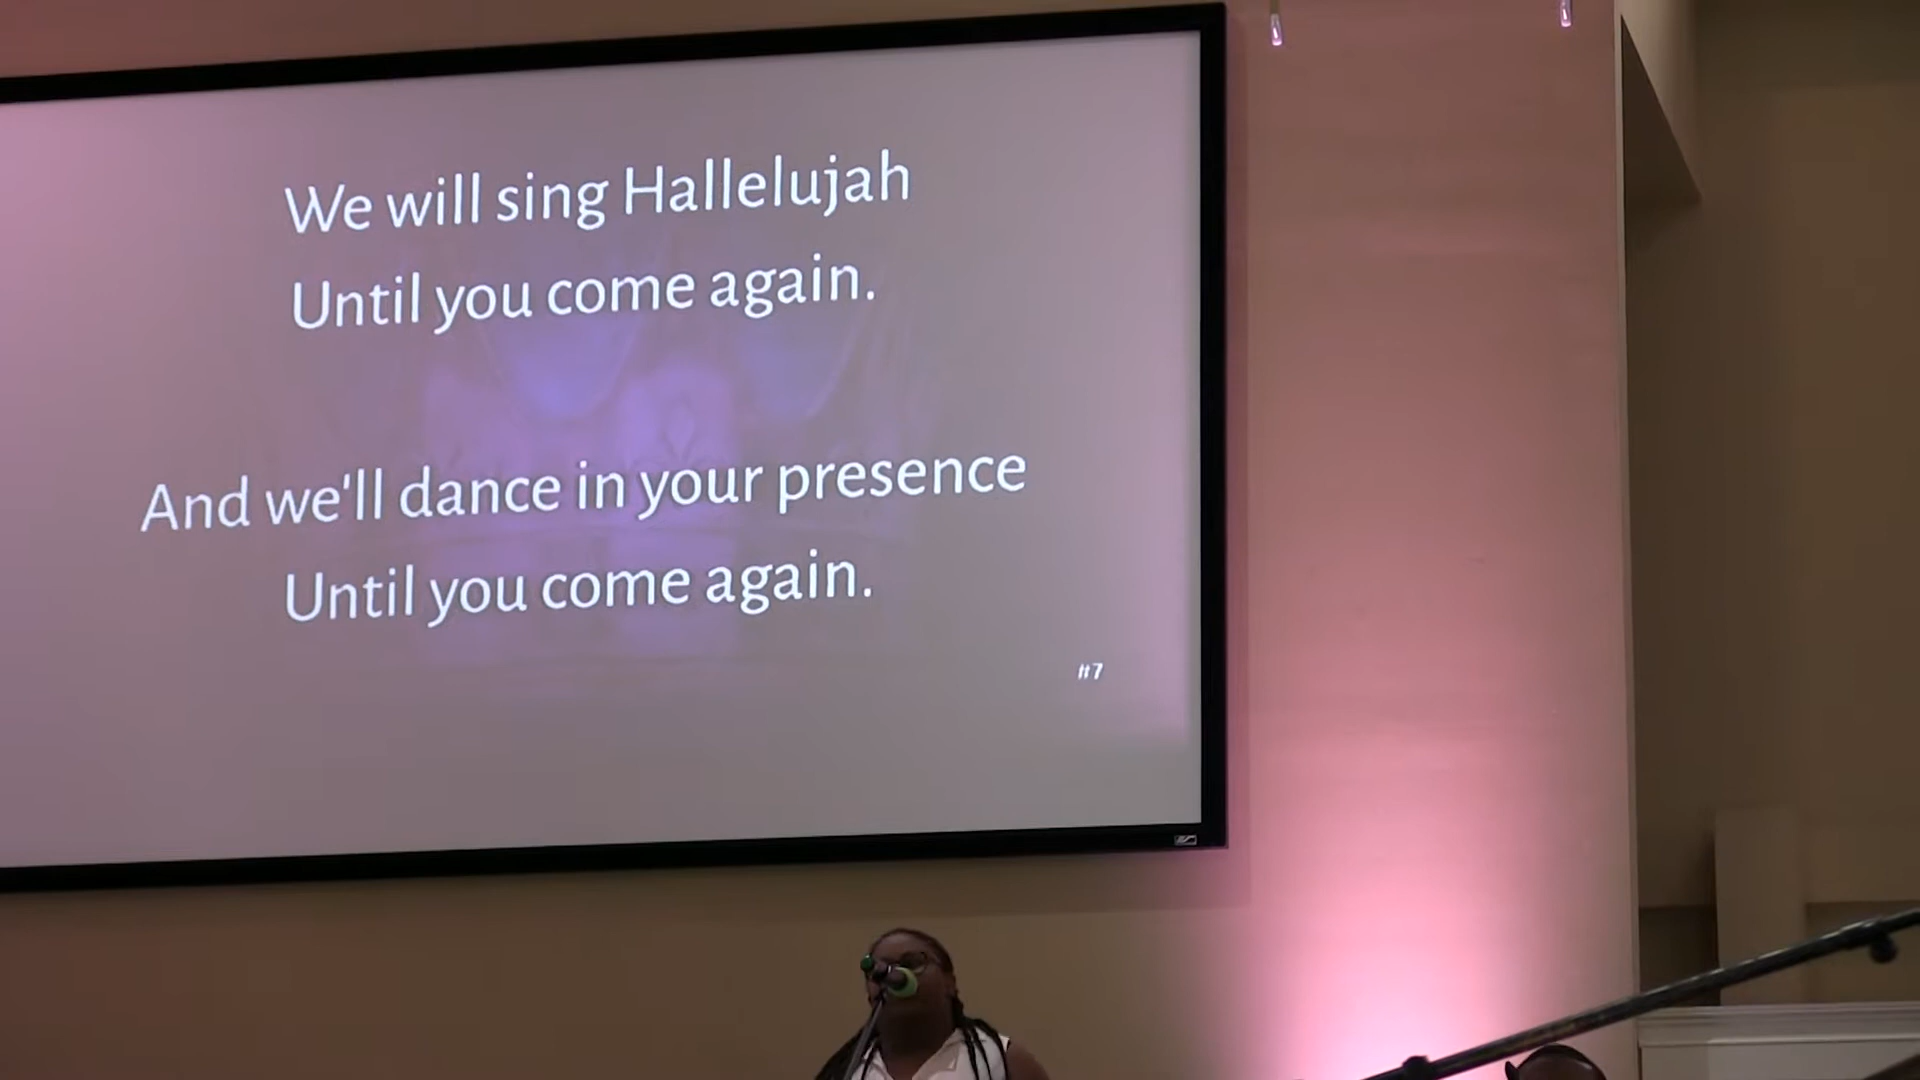 We will sing Hallelujah
Until you come again.
And we'll dance in your presence
Until you come again.
#7